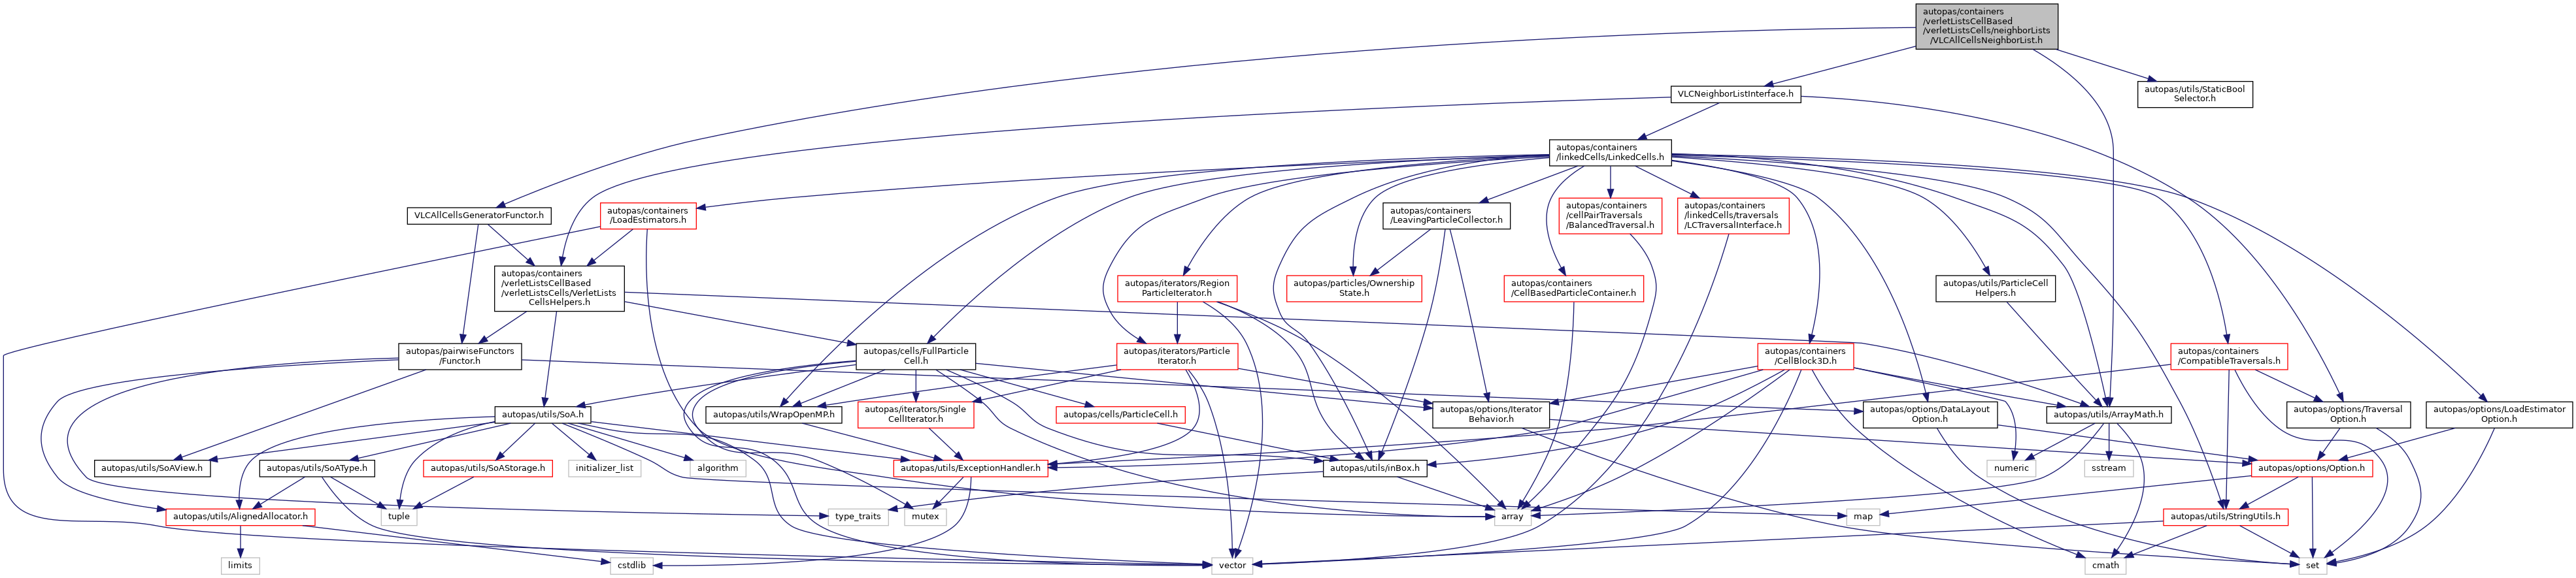 autopas/containers
/verletListsCellBased
/verletListsCells/neighborLists
/VLCAllCellsNeighborList.h
VLCNeighborListInterface.h
autopas/utils/StaticBool
Selector.h
autopas/containers
/linkedCells/LinkedCells.h
VLCAllCellsGeneratorFunctor.h
autopas/containers
/LoadEstimators.h
autopas/containers
/LeavingParticleCollector.h
autopas/containers
/cellPairTraversals
/BalancedTraversal.h
autopas/containers
/linkedCells/traversals
/LCTraversalInterface.h
autopas/containers
/verletListsCellBased
/verletListsCells/VerletLists
CellsHelpers.h
autopas/iterators/Region
ParticleIterator.h
autopas/particles/Ownership
State.h
autopas/containers
/CellBasedParticleContainer.h
autopas/utils/ParticleCell
Helpers.h
autopas/pairwiseFunctors
/Functor.h
autopas/cells/FullParticle
Cell.h
autopas/iterators/Particle
Iterator.h
autopas/containers
/CellBlock3D.h
autopas/containers
/CompatibleTraversals.h
autopas/utils/SoA.h
autopas/utils/WrapOpenMP.h
autopas/iterators/Single
CellIterator.h
autopas/cells/ParticleCell.h
autopas/options/Iterator
Behavior.h
autopas/options/DataLayout
Option.h
autopas/utils/ArrayMath.h
autopas/options/Traversal
Option.h
autopas/options/LoadEstimator
Option.h
autopas/utils/SoAView.h
autopas/utils/SoAType.h
autopas/utils/SoAStorage.h
initializer_list
algorithm
autopas/utils/ExceptionHandler.h
autopas/utils/inBox.h
numeric
sstream
autopas/options/Option.h
autopas/utils/AlignedAllocator.h
tuple
type_traits
mutex
array
map
autopas/utils/StringUtils.h
limits
cstdlib
vector
cmath
set